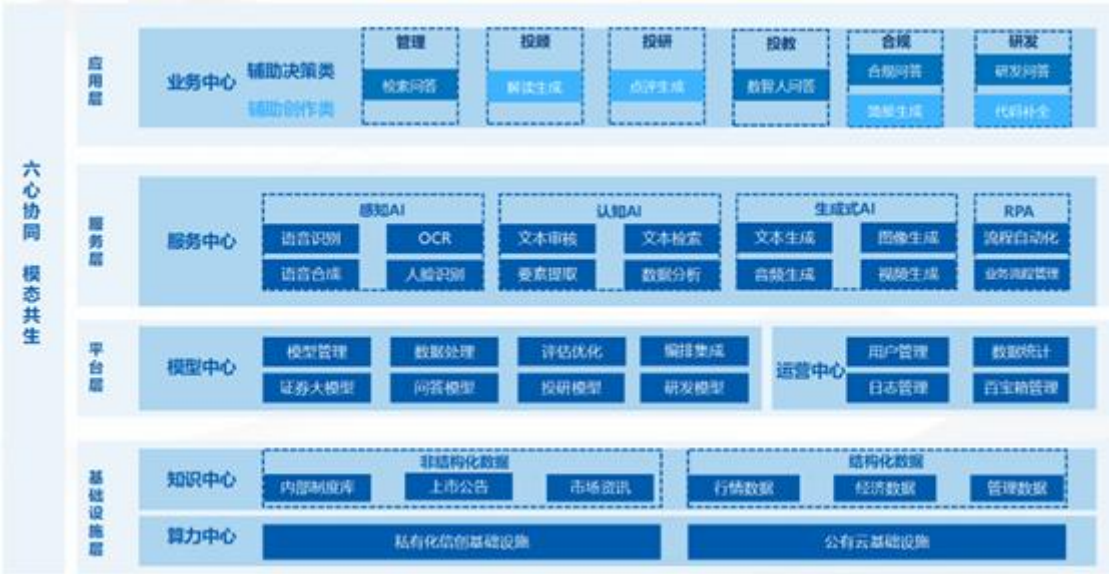 六心协同 模态共生
应用层
业务中心
辅助决策类
辅助创作类
管理
检索问答
投顾
解读生成
投研
点评生成
投教
数智人问答
合规
合规问答
简报生成
研发
研发问答
代码补全
服务层
服务中心
感知AI
语音识别 OCR
语音合成 人脸识别
认知AI
文本审核 文本检索
要素提取 数据分析
生成式AI
文本生成 图像生成
音频生成 视频生成
RPA
流程自动化
业务流程管理
平台层
模型中心
模型管理 数据处理 评估优化 编排集成
证券大模型 问答模型 投研模型 研发模型
运营中心
用户管理 数据统计
日志管理 百宝箱管理
基础设施层
知识中心
非结构化数据
内部制度库 上市公告 市场资讯
结构化数据
行情数据 经济数据 管理数据
算力中心
私有化信创基础设施 公有云基础设施